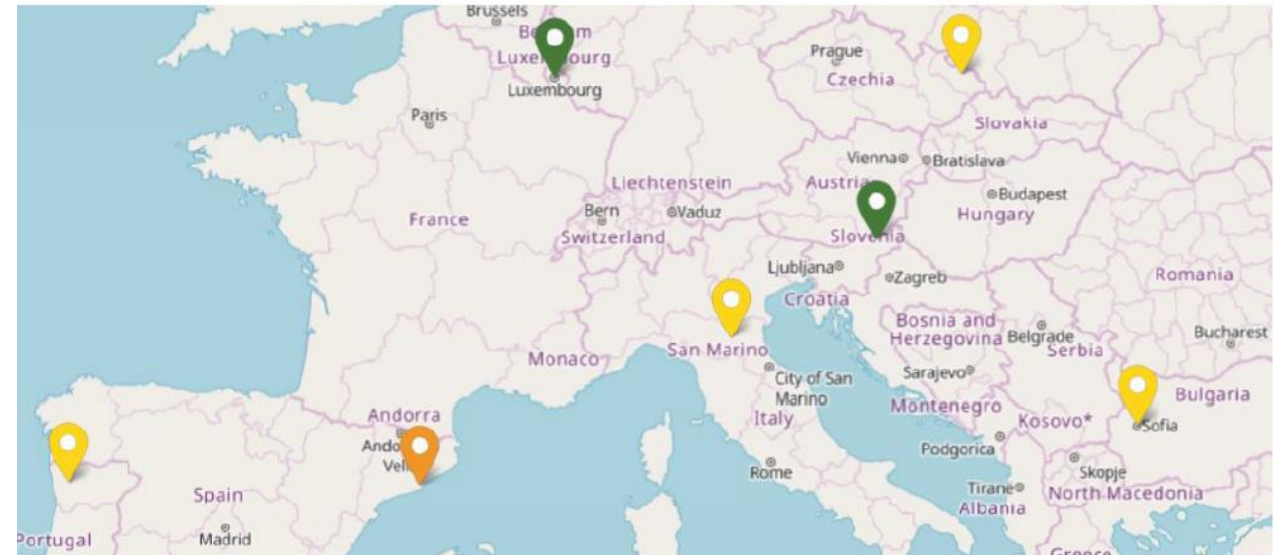 Brussels
Luxembourg
Prague
Czechia
Paris
Slovakia
Vienna
Bratislava
Liechtenstein
Austria
Budapest
Bern
Vaduz
France
Hungary
Switzerland
Slovenia
Ljubljana
Zagreb
Romania
Croatia
Bosnia and
Herzegovina
Belgrade
Bucharest
Serbia
San Marino
Monaco
City of San
Marino
Sarajevo
Bulgaria
Montenegro
Andorra
Italy
Kosovo*
Sofia
Podgorica
Rome
Skopje
Spain
Tirane
North Macedonia
Albania
Madrid
Portugal